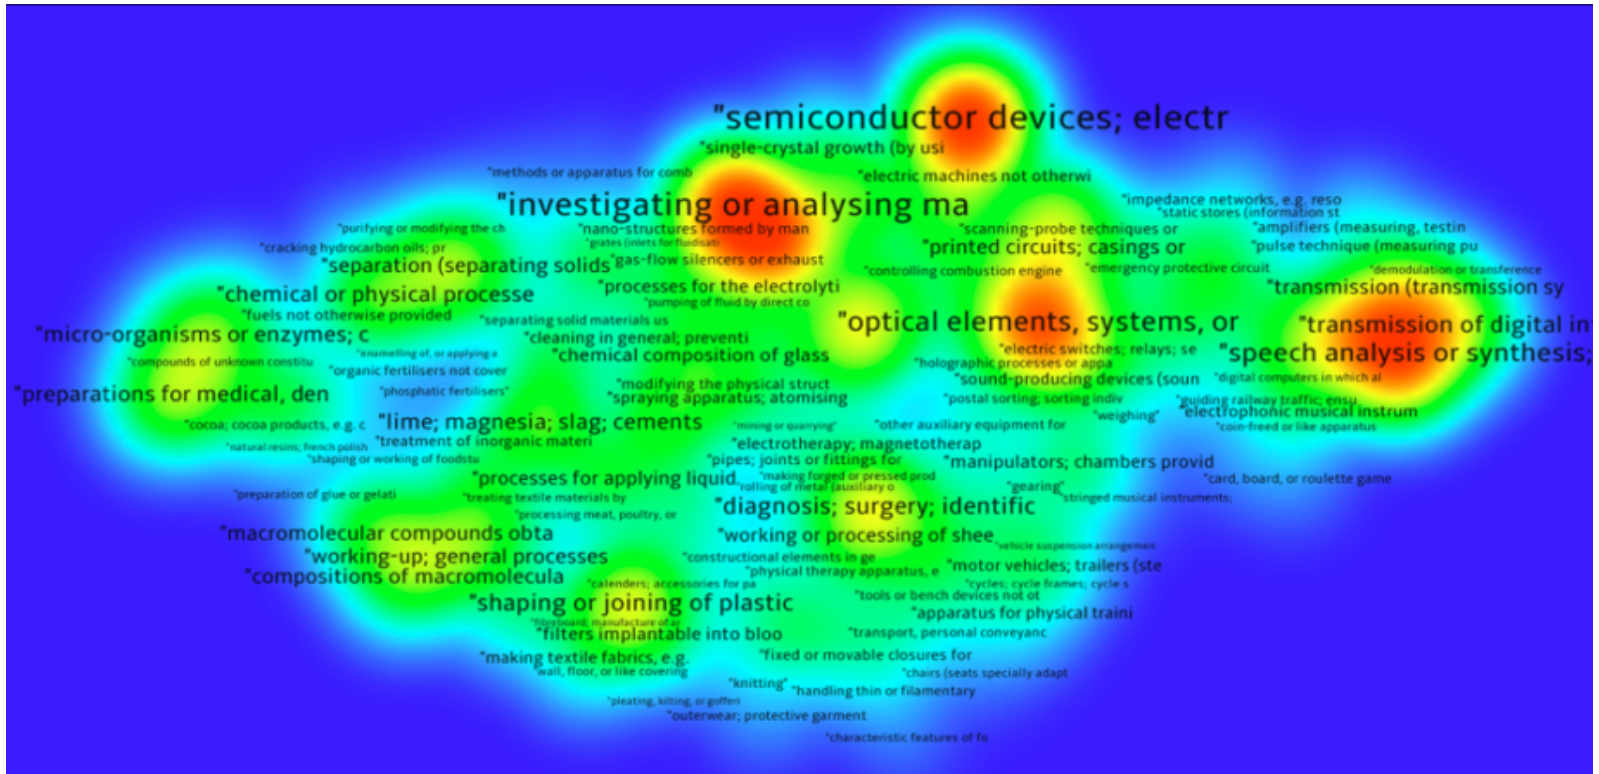 "semiconductor devices; electr
"single-crystal growth (by usi
"methods or apparatus for comb
"electric machines not otherwi
"investigating or analysing ma
"impedance networks, e.g. reso
"static stores (information st
"purifying or modifying the ch
"nano-structures formed by man
"scanning-probe techniques or
"amplifiers (measuring, testin
"grates (inlets for fluidisati
"cracking hydrocarbon oils; pr
"printed circuits; casings or
"pulse technique (measuring pu
"separation (separating solids
"gas-flow silencers or exhaust
"controlling combustion engine
"emergency protective circuit
"demodulation or transference
"processes for the electrolyti
"transmission (transmission sy
"chemical or physical processe
"pumping of fluid by direct co
"fuels not otherwise provided
"separating solid materials us
"optical elements, systems, or
"transmission of digital in
"micro-organisms or enzymes; c
"cleaning in general; preventi
"electric switches; relays; se
"speech analysis or synthesis;
"enamelling of, or applying a
"chemical composition of glass
"compounds of unknown constitu
"organic fertilisers not cover
"holographic processes or appa
"sound-producing devices (soun
"digital computers in which al
"modifying the physical struct
"preparations for medical, den
"phosphatic fertilisers"
"spraying apparatus; atomising
"postal sorting; sorting indiv
"guiding railway traffic; ensu
"electrophonic musical instrum
"weighing"
"cocoa; cocoa products, e.g. c
"lime; magnesia; slag; cements
"mining or quarrying"
"other auxiliary equipment for
"coin-freed or like apparatus
"natural resins; french polish
"treatment of inorganic materi
"electrotherapy; magnetotherap
"shaping or working of foodstu
"pipes; joints or fittings for
"manipulators; chambers provid
"processes for applying liquid
"making forged or pressed prod
"card, board, or roulette game
"rolling of metal (auxiliary o
"gearing"
"preparation of glue or gelati
"treating textile materials by
"stringed musical instruments;
"processing meat, poultry, or
"diagnosis; surgery; identific
"macromolecular compounds obta
"working or processing of shee
"vehicle suspension arrangemen
"working-up; general processes
"constructional elements in ge
"motor vehicles; trailers (ste
"physical therapy apparatus, e
"compositions of macromolecula
"calenders; accessories for pa
"cycles; cycle frames; cycle s
"tools or bench devices not ot
"shaping or joining of plastic
"apparatus for physical traini
"fibreboard; manufacture of ar
"filters implantable into bloo
"transport, personal conveyanc
"making textile fabrics, e.g.
"fixed or movable closures for
"wall, floor, or like covering
"chairs (seats specially adapt
"knitting"
"handling thin or filamentary
"pleating, kilting, or gofferi
"outerwear; protective garment
"characteristic features of fo